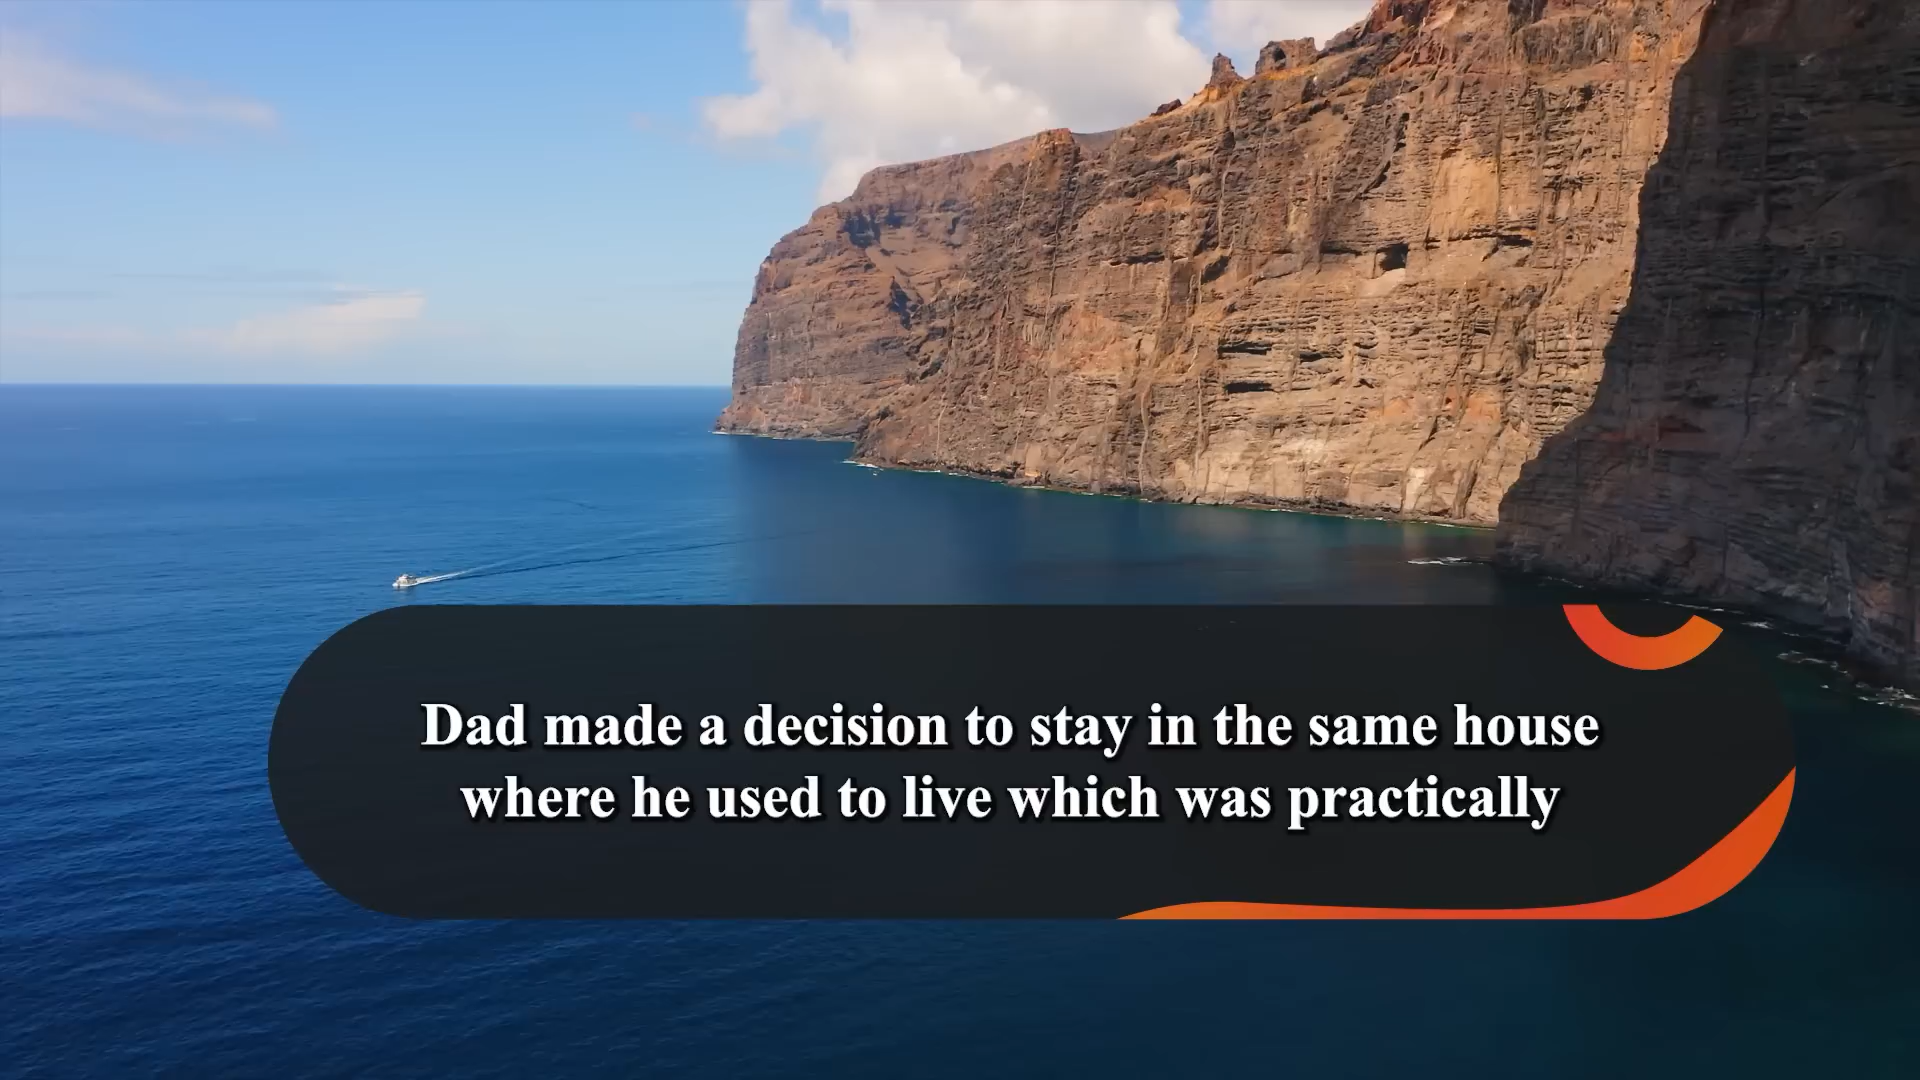 Dad made a decision to stay in the same house
where he used to live which was practically